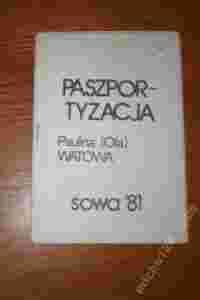 PASZPOR-
TYZACJA
Paulina (Ola)
WATOWA
sowa '81